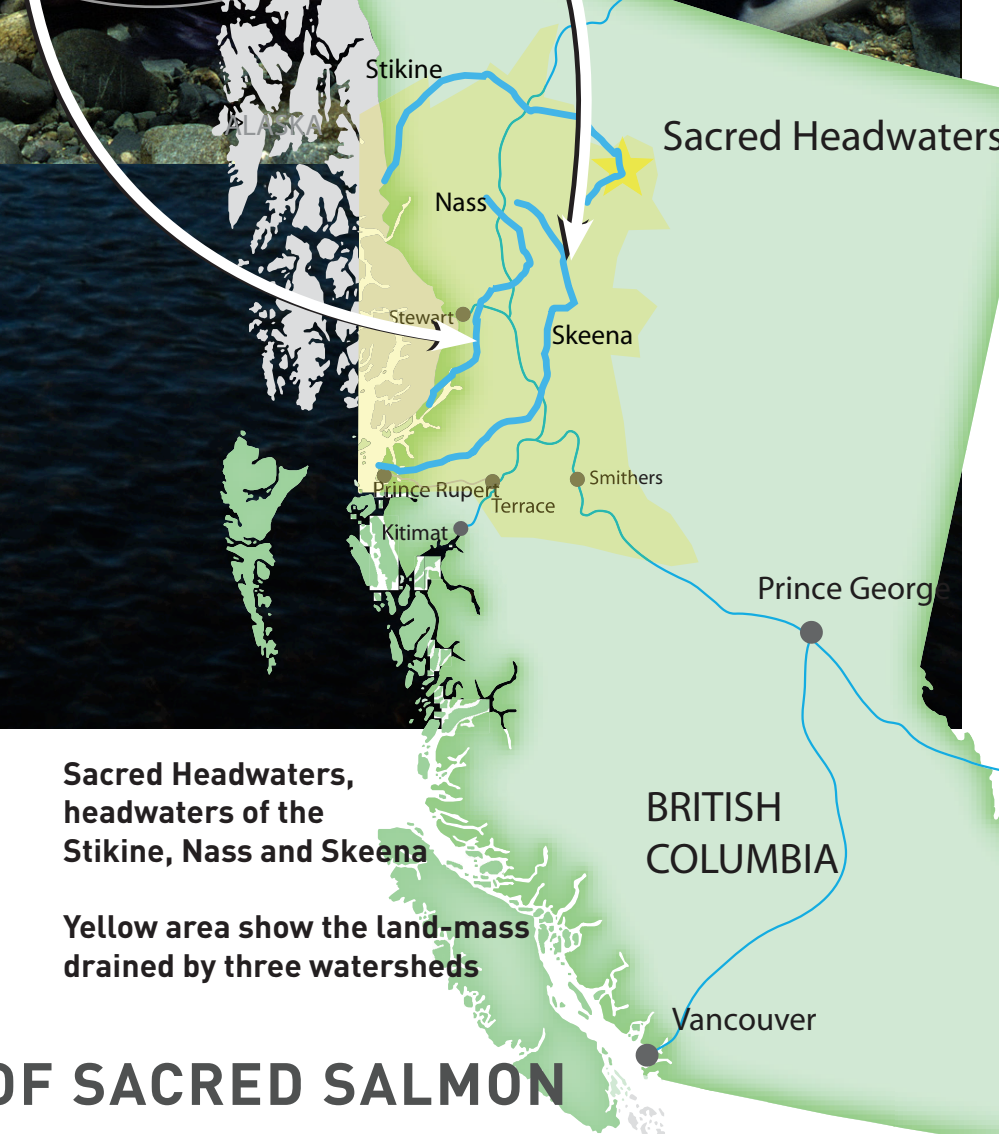 Stikine
ALASKA
Sacred Headwaters
Nass
Stewart
Skeena
Prince Rupert
Smithers
Terrace
Kitimat
Prince George
Sacred Headwaters,
headwaters of the
Stikine, Nass and Skeena
BRITISH
COLUMBIA
Yellow area show the land-mass
drained by three watersheds
Vancouver
OF SACRED SALMON